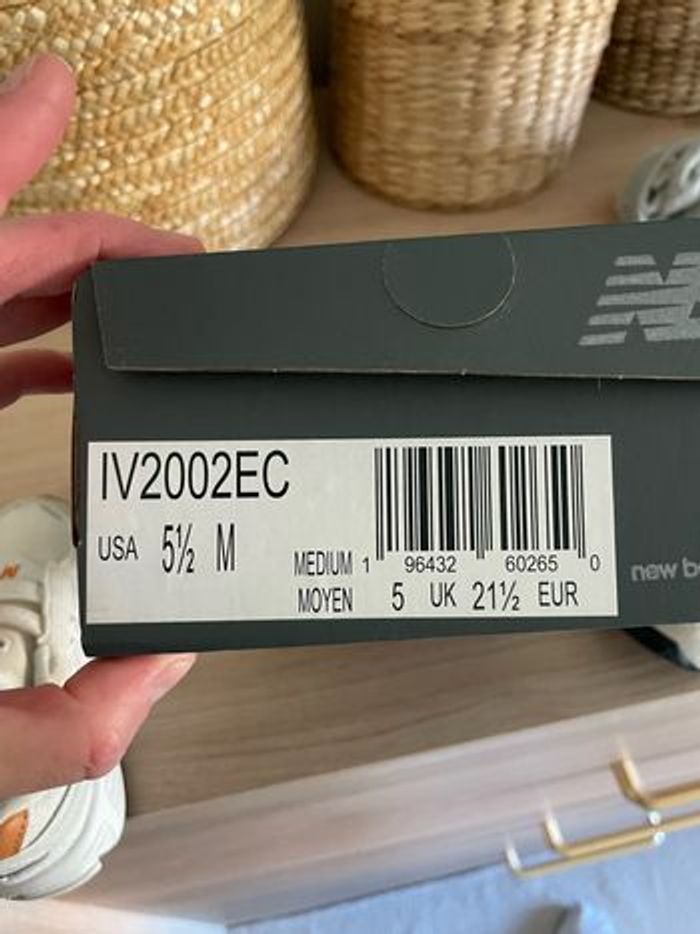 IV2002EC
USA 5½ M
MEDIUM 1 96432 60265 0
MOYEN 5 UK 21½ EUR
new b